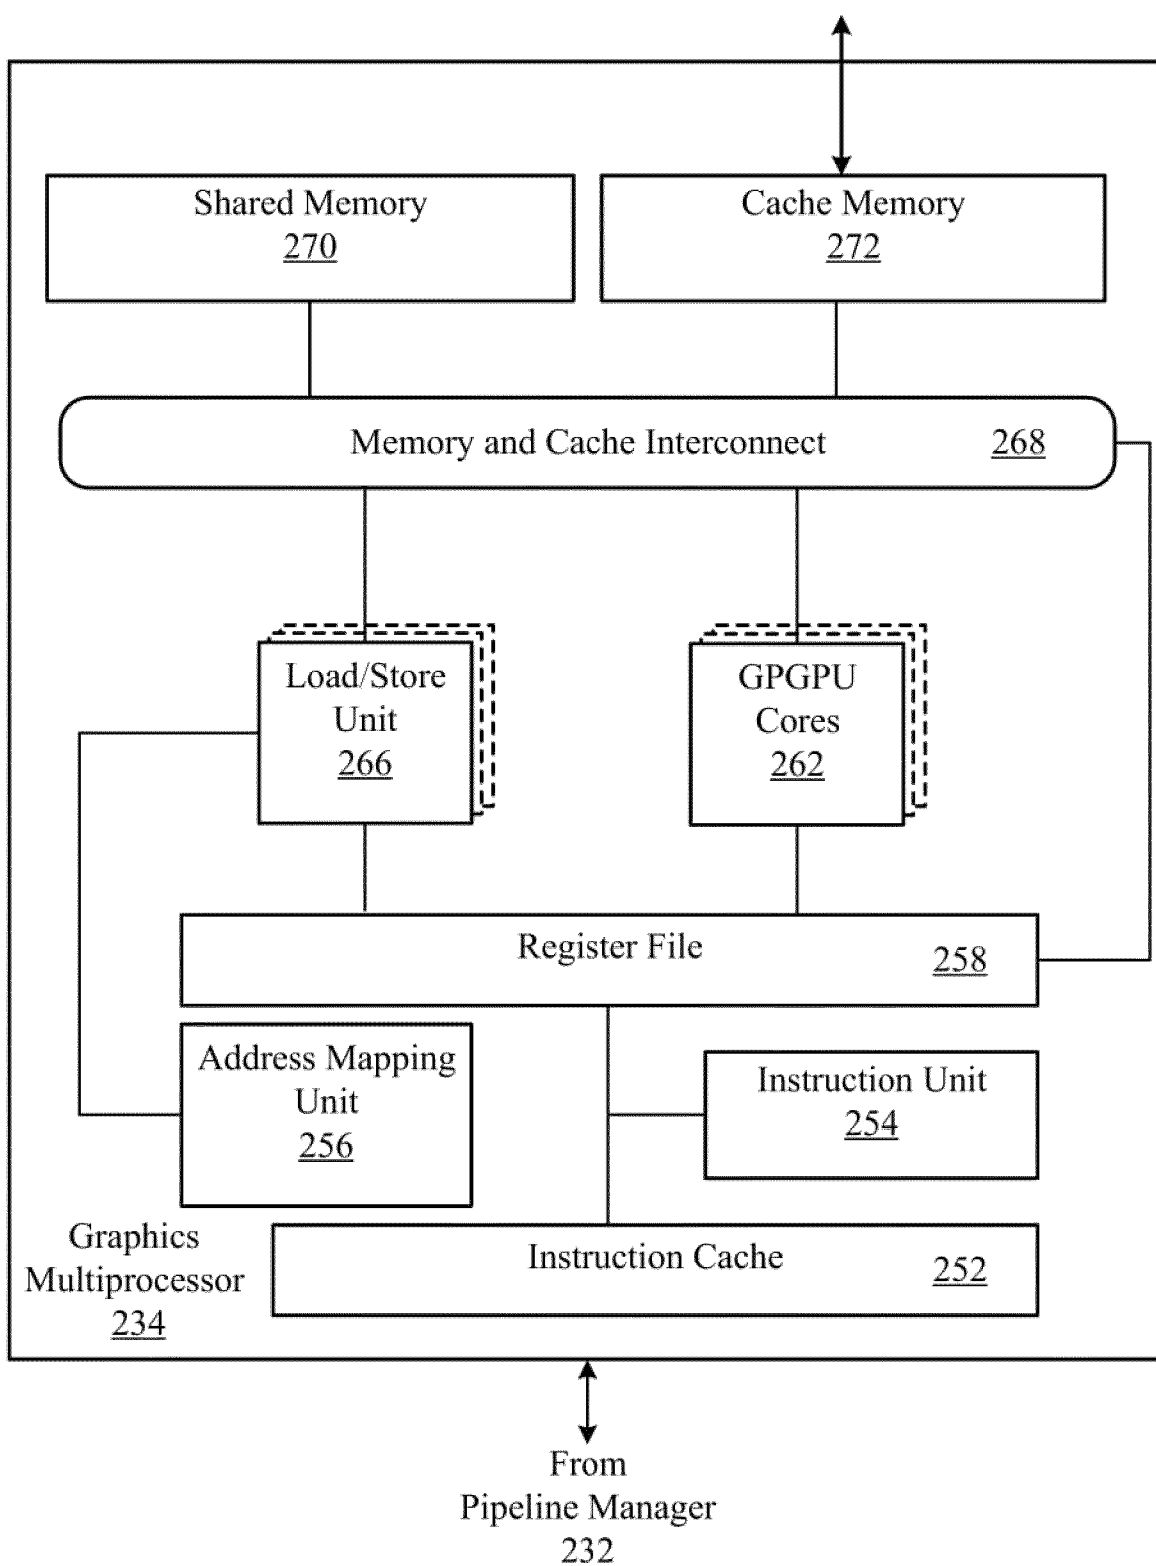 Shared Memory
270
Cache Memory
272
Memory and Cache Interconnect 268
Load/Store
Unit
266
GPGPU
Cores
262
Register File 258
Address Mapping
Unit
256
Instruction Unit
254
Graphics
Multiprocessor
234
Instruction Cache 252
From
Pipeline Manager
232